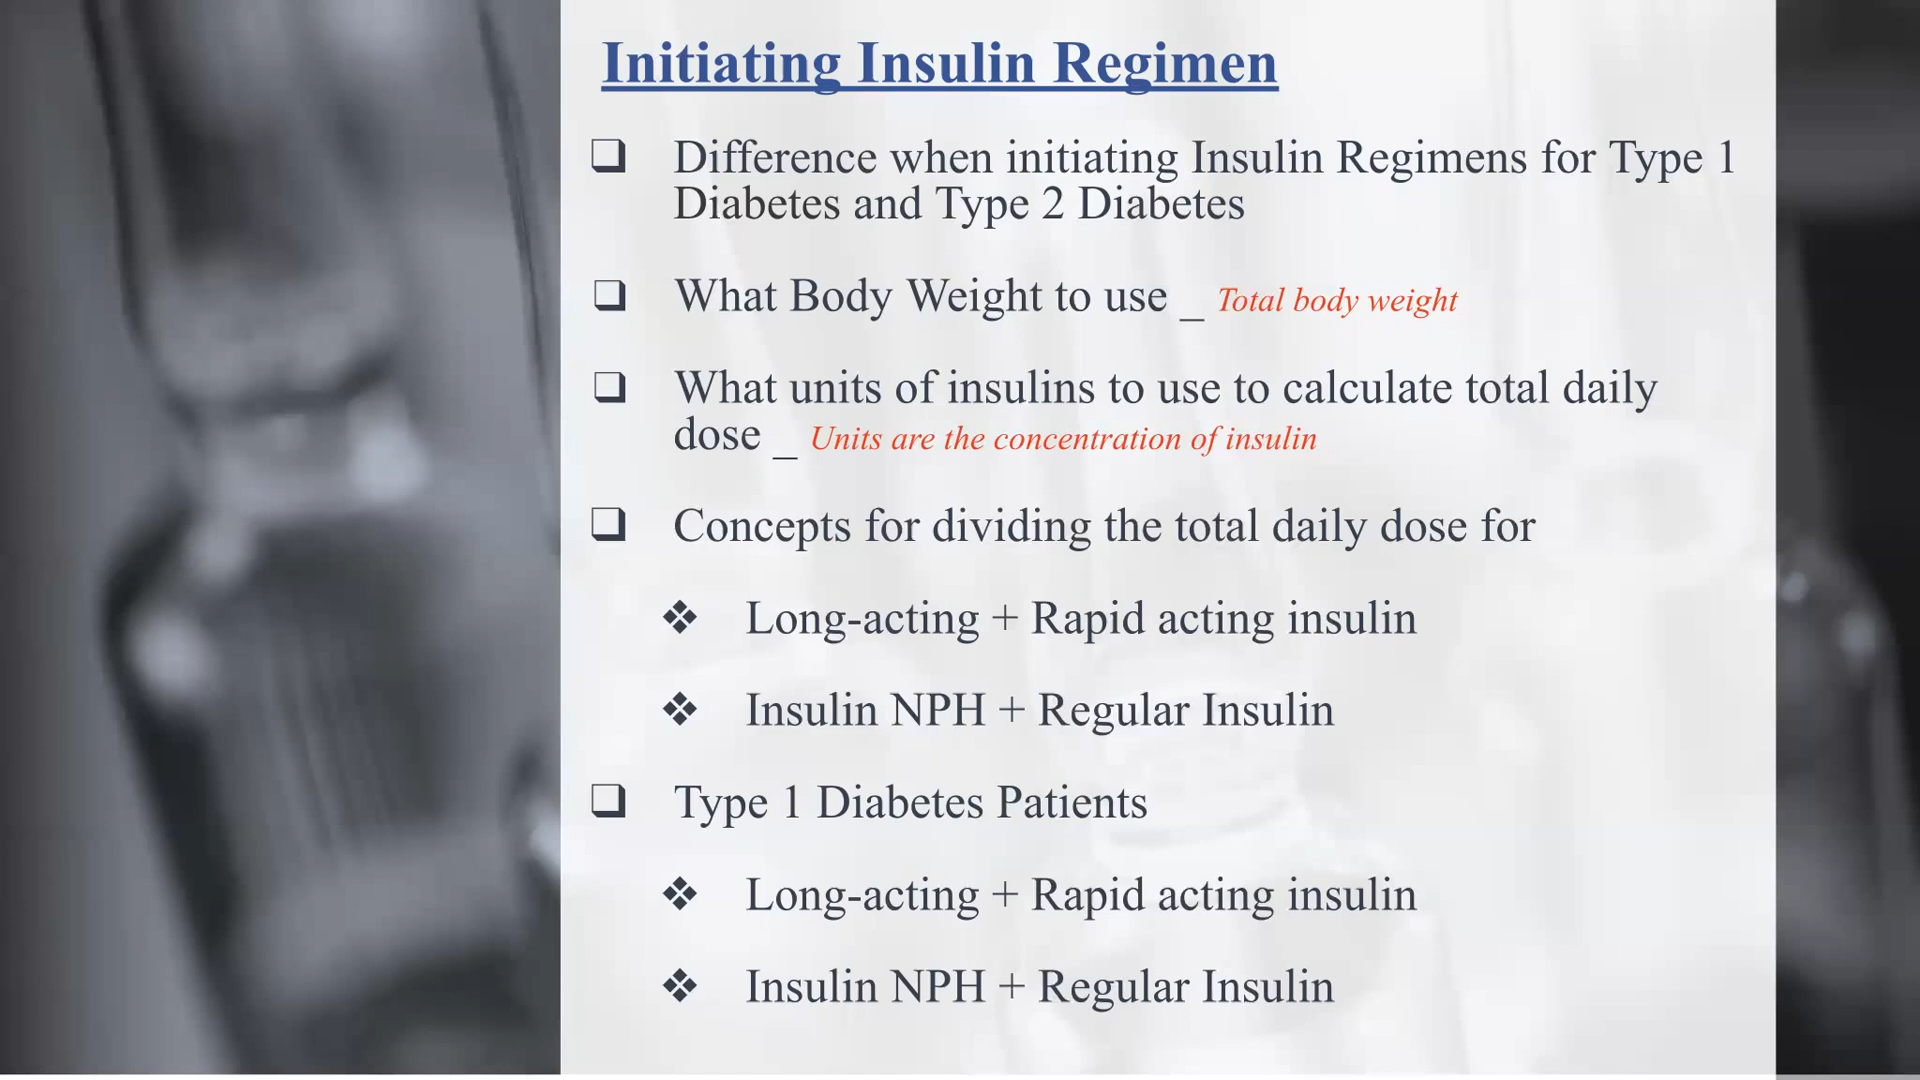 Initiating Insulin Regimen
❑ Difference when initiating Insulin Regimens for Type 1
Diabetes and Type 2 Diabetes
❑ What Body Weight to use _ Total body weight
❑ What units of insulins to use to calculate total daily
dose _ Units are the concentration of insulin
❑ Concepts for dividing the total daily dose for
❖ Long-acting + Rapid acting insulin
❖ Insulin NPH + Regular Insulin
❑ Type 1 Diabetes Patients
❖ Long-acting + Rapid acting insulin
❖ Insulin NPH + Regular Insulin